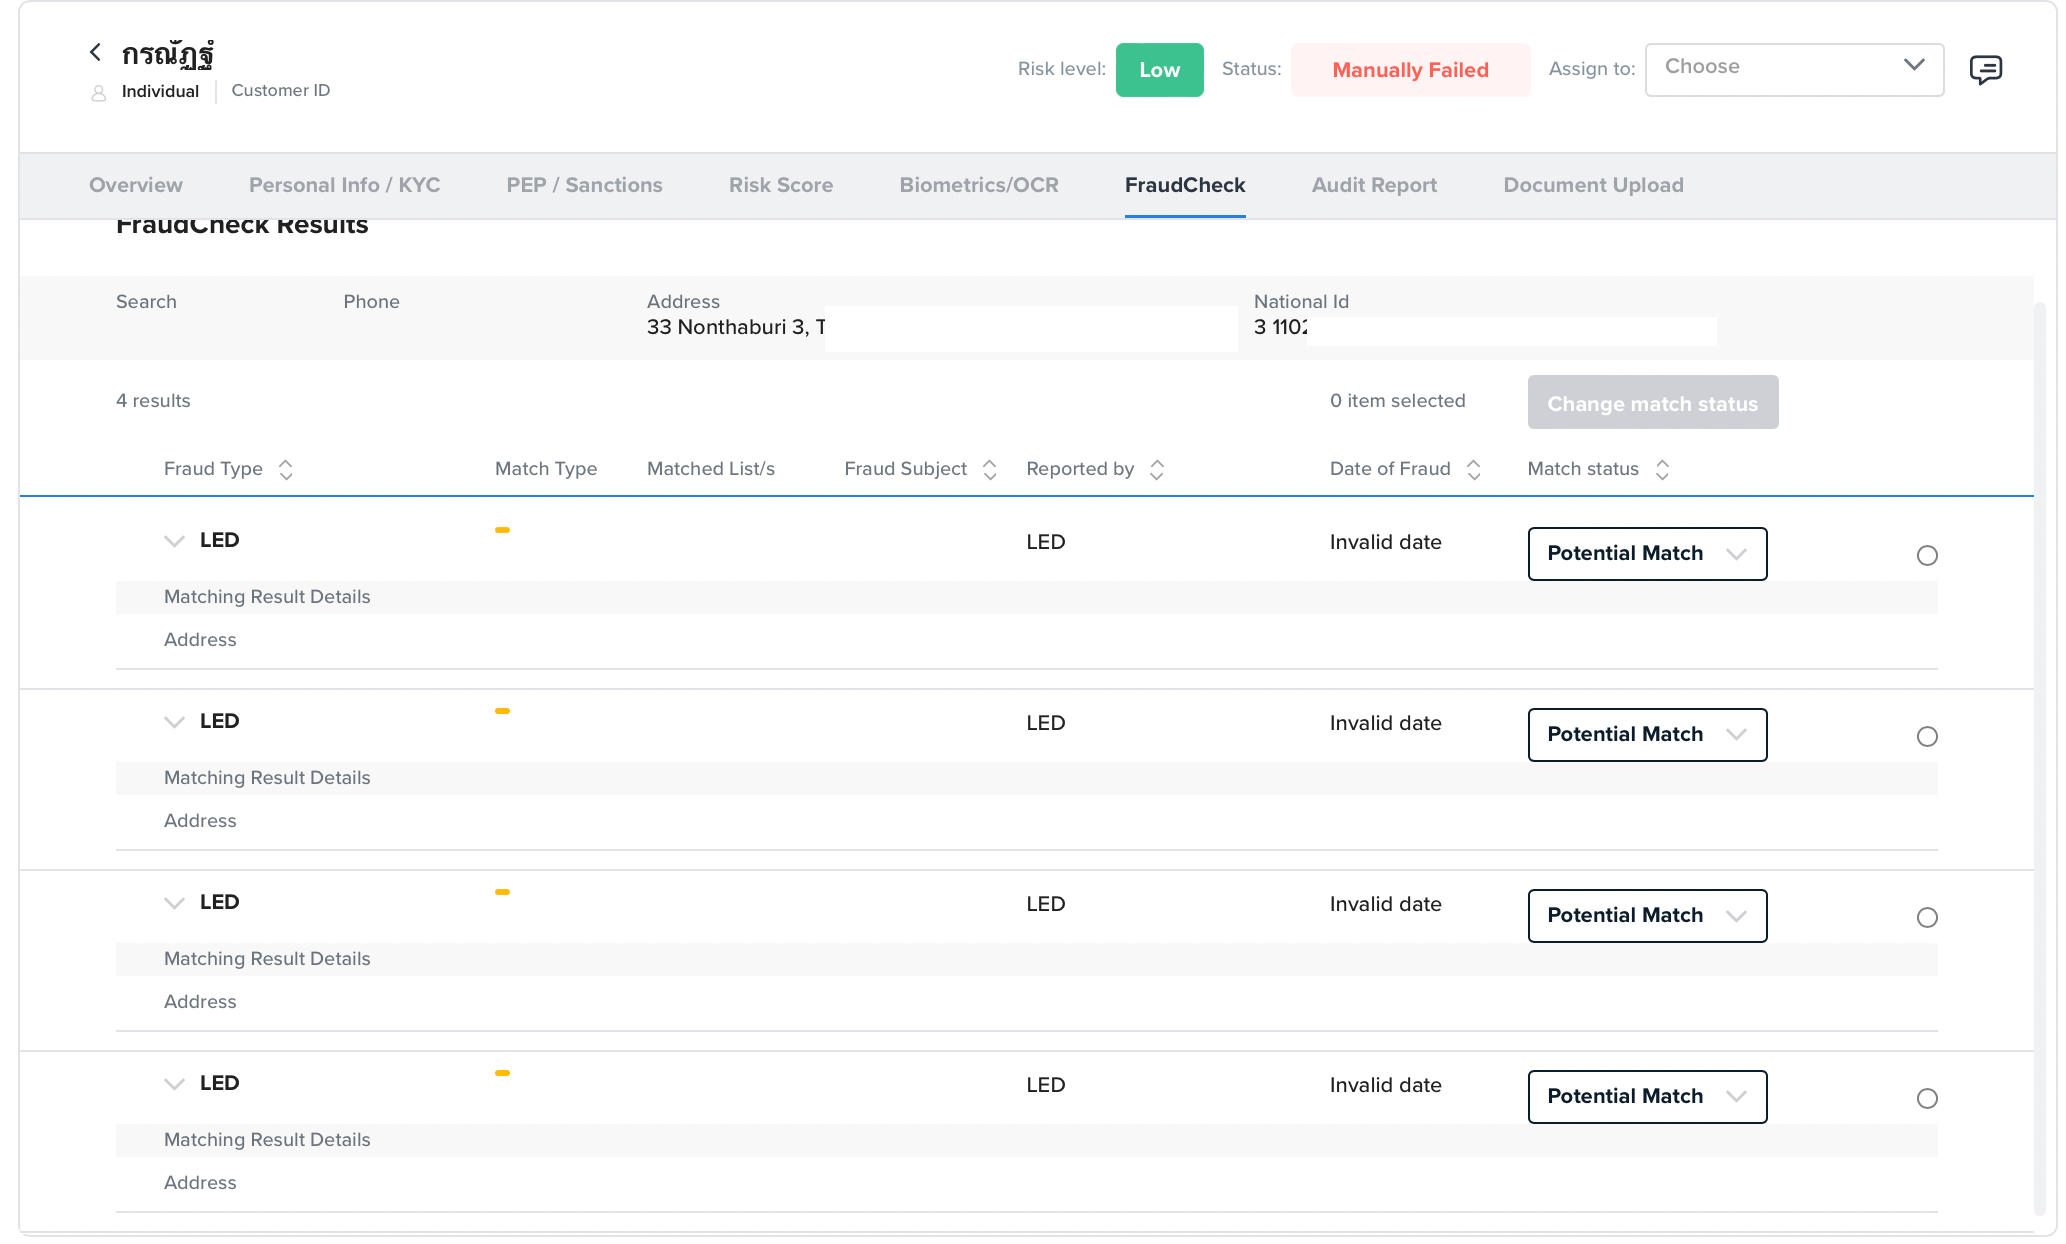 กรณัฏฐ์
Individual Customer ID
Risk level: Low Status: Manually Failed Assign to: Choose
Overview Personal Info / KYC PEP / Sanctions Risk Score Biometrics/OCR FraudCheck Audit Report Document Upload
FraudCheck Results
Search Phone Address National Id
33 Nonthaburi 3, T 3 1102
4 results 0 item selected Change match status
Fraud Type Match Type Matched List/s Fraud Subject Reported by Date of Fraud Match status
LED LED Invalid date Potential Match
Matching Result Details
Address
LED LED Invalid date Potential Match
Matching Result Details
Address
LED LED Invalid date Potential Match
Matching Result Details
Address
LED LED Invalid date Potential Match
Matching Result Details
Address